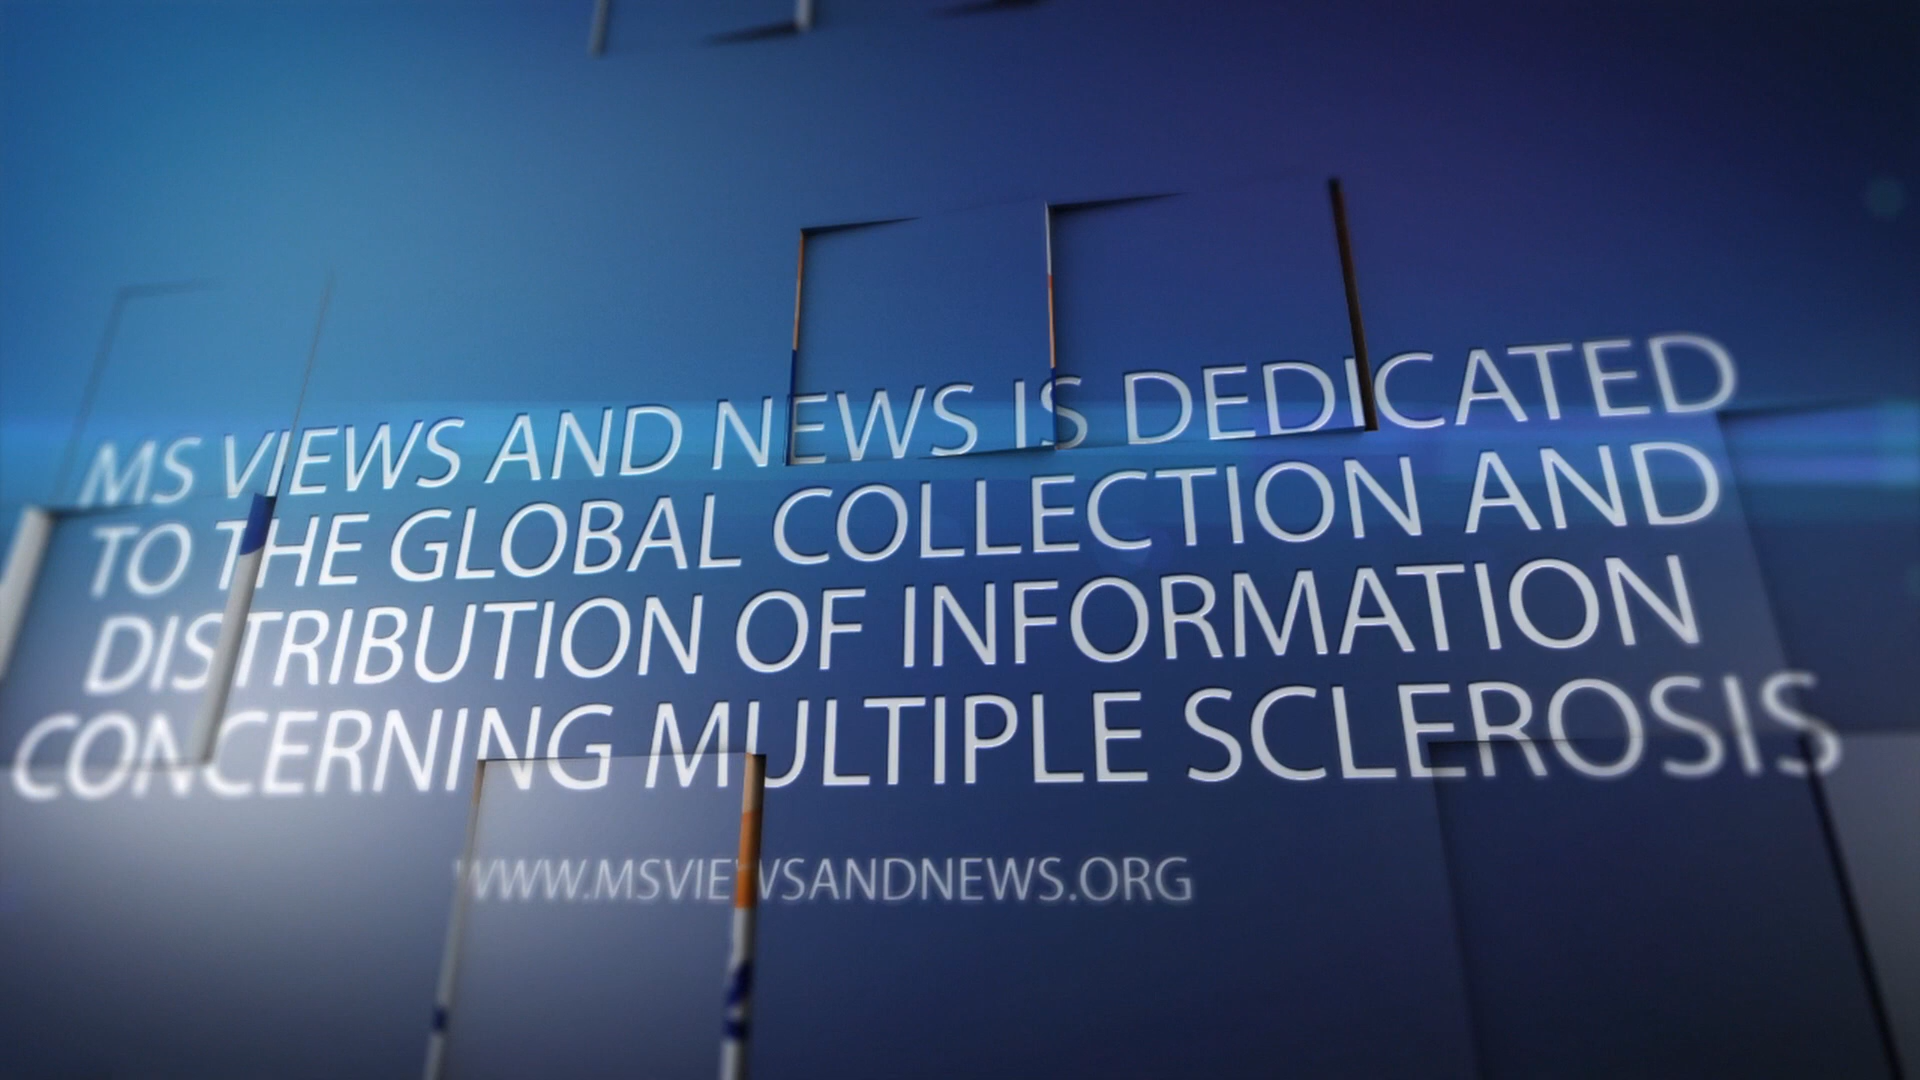 MS VIEWS AND NEWS IS DEDICATED
TO THE GLOBAL COLLECTION AND
DISTRIBUTION OF INFORMATION
CONCERNING MULTIPLE SCLEROSIS
WWW.MSVIEWSANDNEWS.ORG